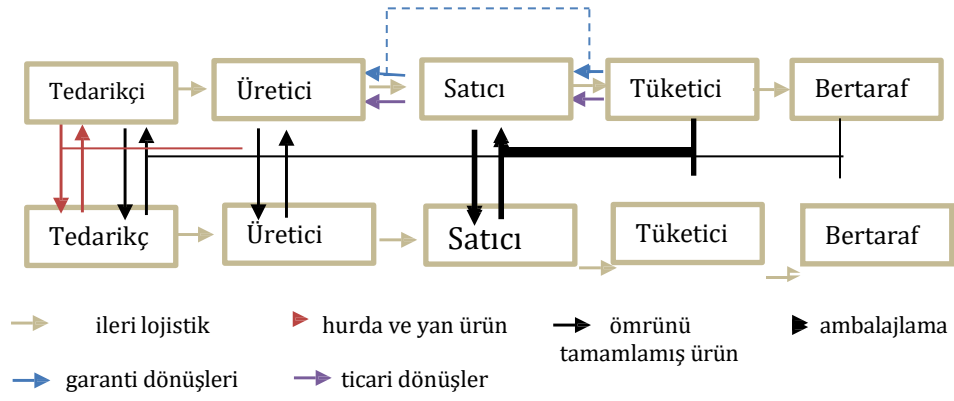 Tedarikçi
Üretici
Satıcı
Tüketici
Bertaraf
Tedarikç
Üretici
Satıcı
Tüketici
Bertaraf
ileri lojistik
hurda ve yan ürün
ömrünü
tamamlamış ürün
ambalajlama
garanti dönüşleri
ticari dönüşler